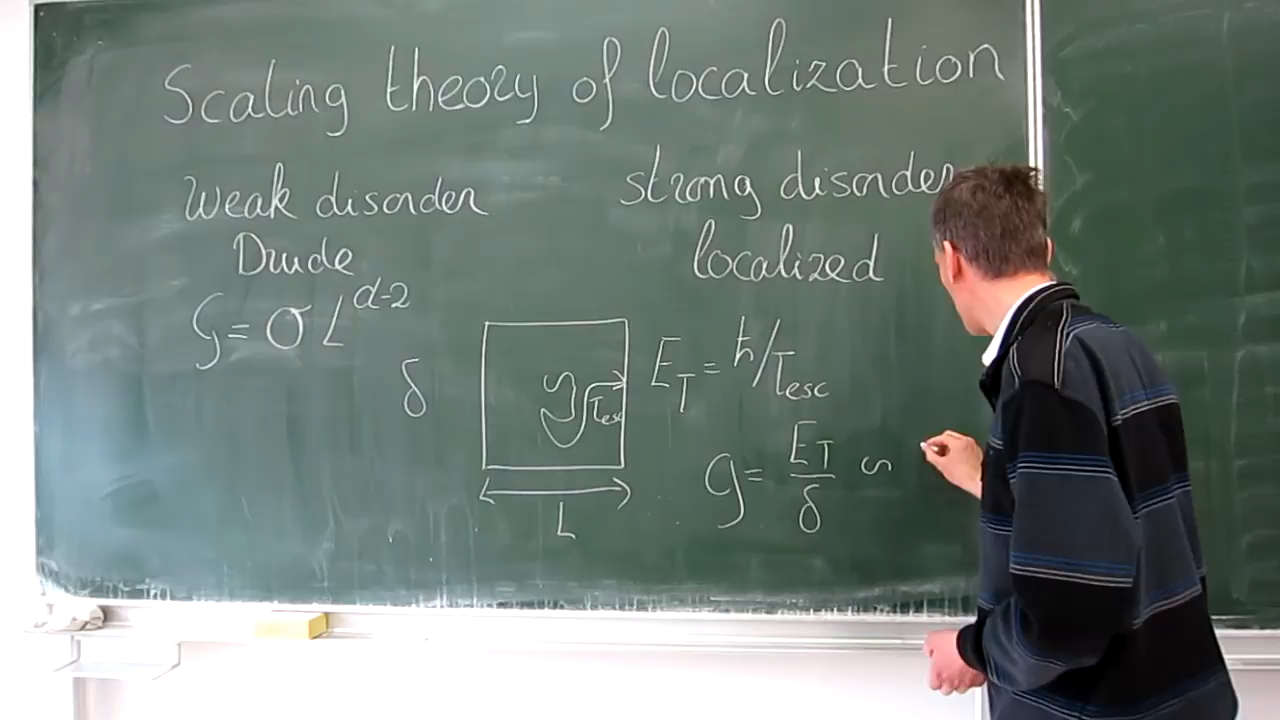 Scaling theory of localization
Weak disorder
strong disorder
Drude
localized
G = σ L^{d-2}
δ
τ_esc
L
E_T = ħ/τ_esc
g = E_T/δ ∽